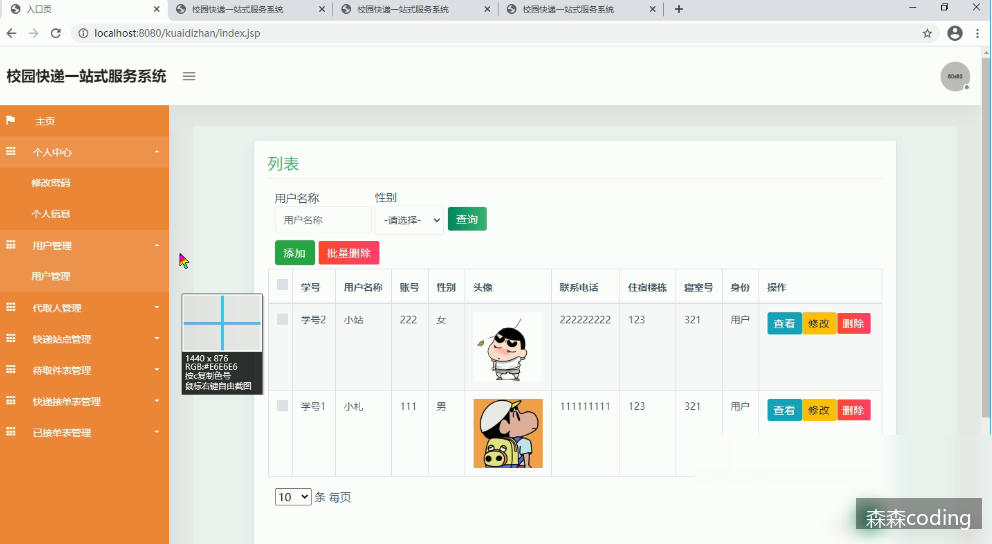 入口页
校园快递一站式服务系统
校园快递一站式服务系统
校园快递一站式服务系统
localhost:8080/kuaidizhan/index.jsp
校园快递一站式服务系统
60x60
主页
个人中心
修改密码
个人信息
用户管理
用户管理
代取人管理
快递站点管理
待取件表管理
快递接单表管理
已接单表管理
列表
用户名称 性别
用户名称 -请选择- 查询
添加 批量删除
学号 用户名称 账号 性别 头像 联系电话 住宿楼栋 寝室号 身份 操作
学号2 小站 222 女 222222222 123 321 用户 查看 修改 删除
学号1 小札 111 男 111111111 123 321 用户 查看 修改 删除
10 条 每页
1440 x 876
RGB:#E6E6E6
按c复制色号
鼠标右键自由截图
森森coding